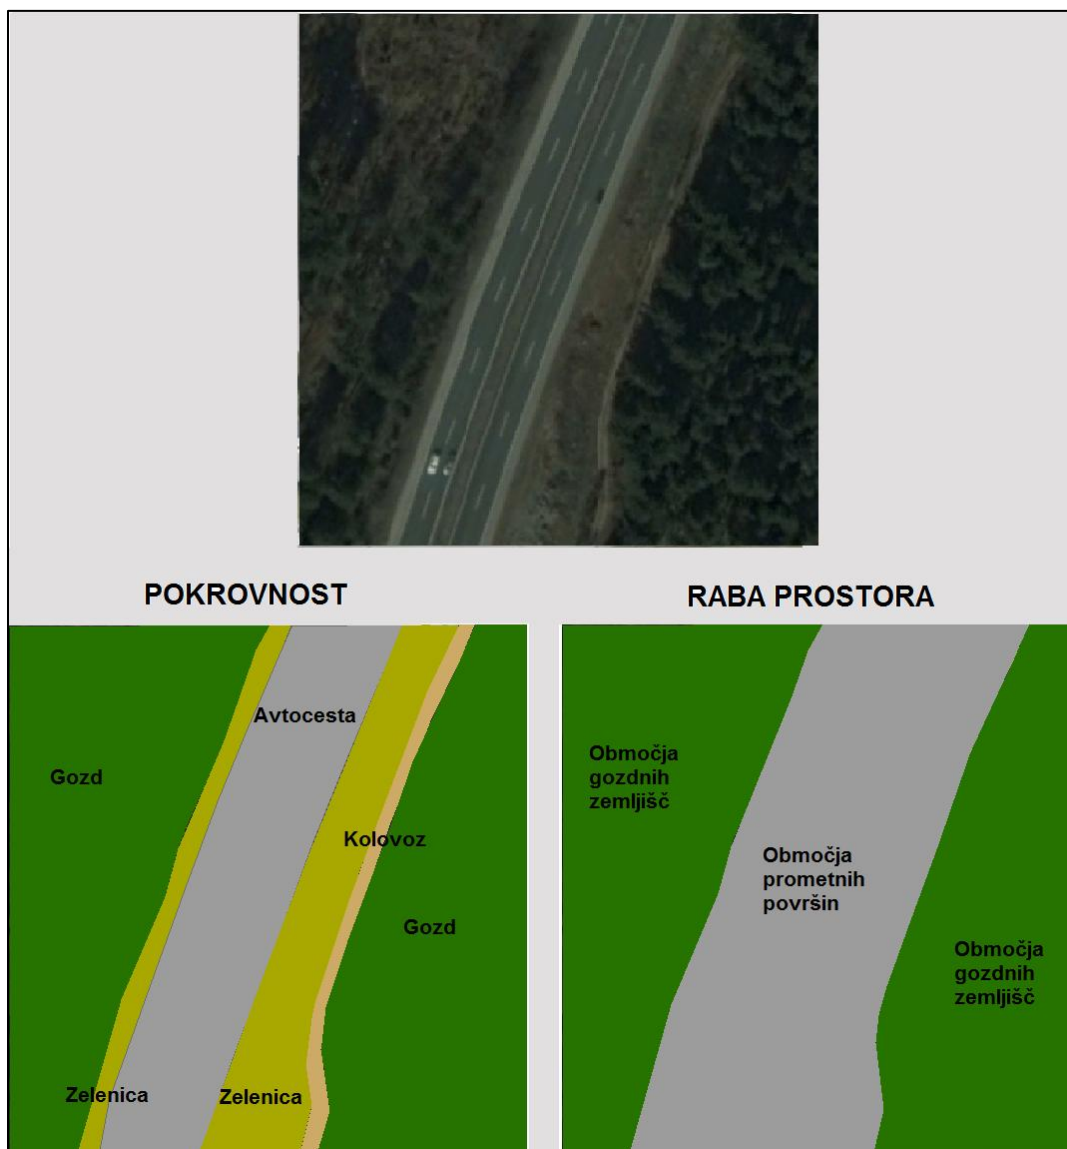 POKROVNOST
RABA PROSTORA
Avtocesta
Gozd
Kolovoz
Gozd
Zelenica
Zelenica
Območja
gozdnih
zemljišč
Območja
prometnih
površin
Območja
gozdnih
zemljišč